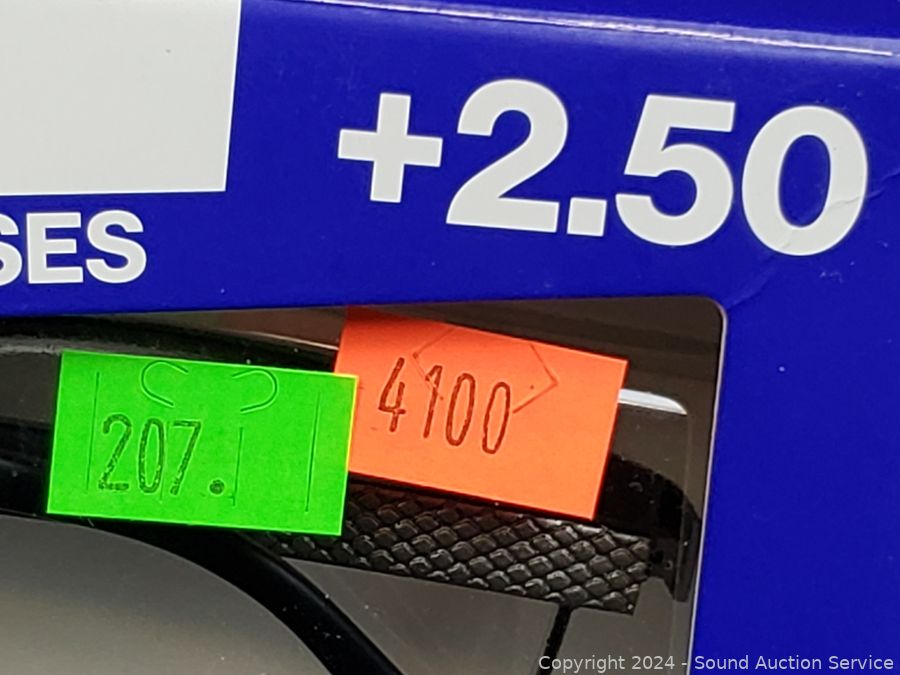 +2.50
SES
4100
207.
Copyright 2024 - Sound Auction Service